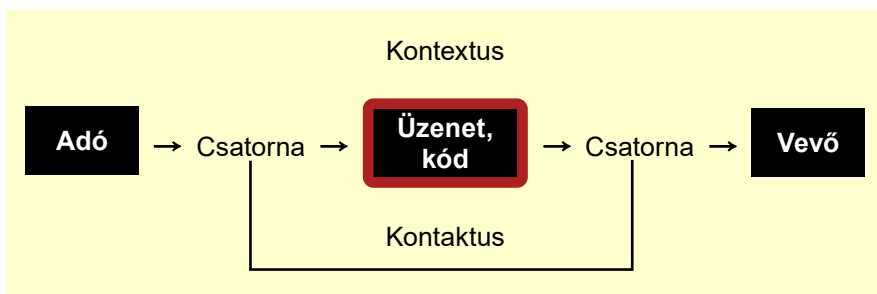 Kontextus
Adó
Csatorna
Üzenet,
kód
Csatorna
Vevő
Kontaktus